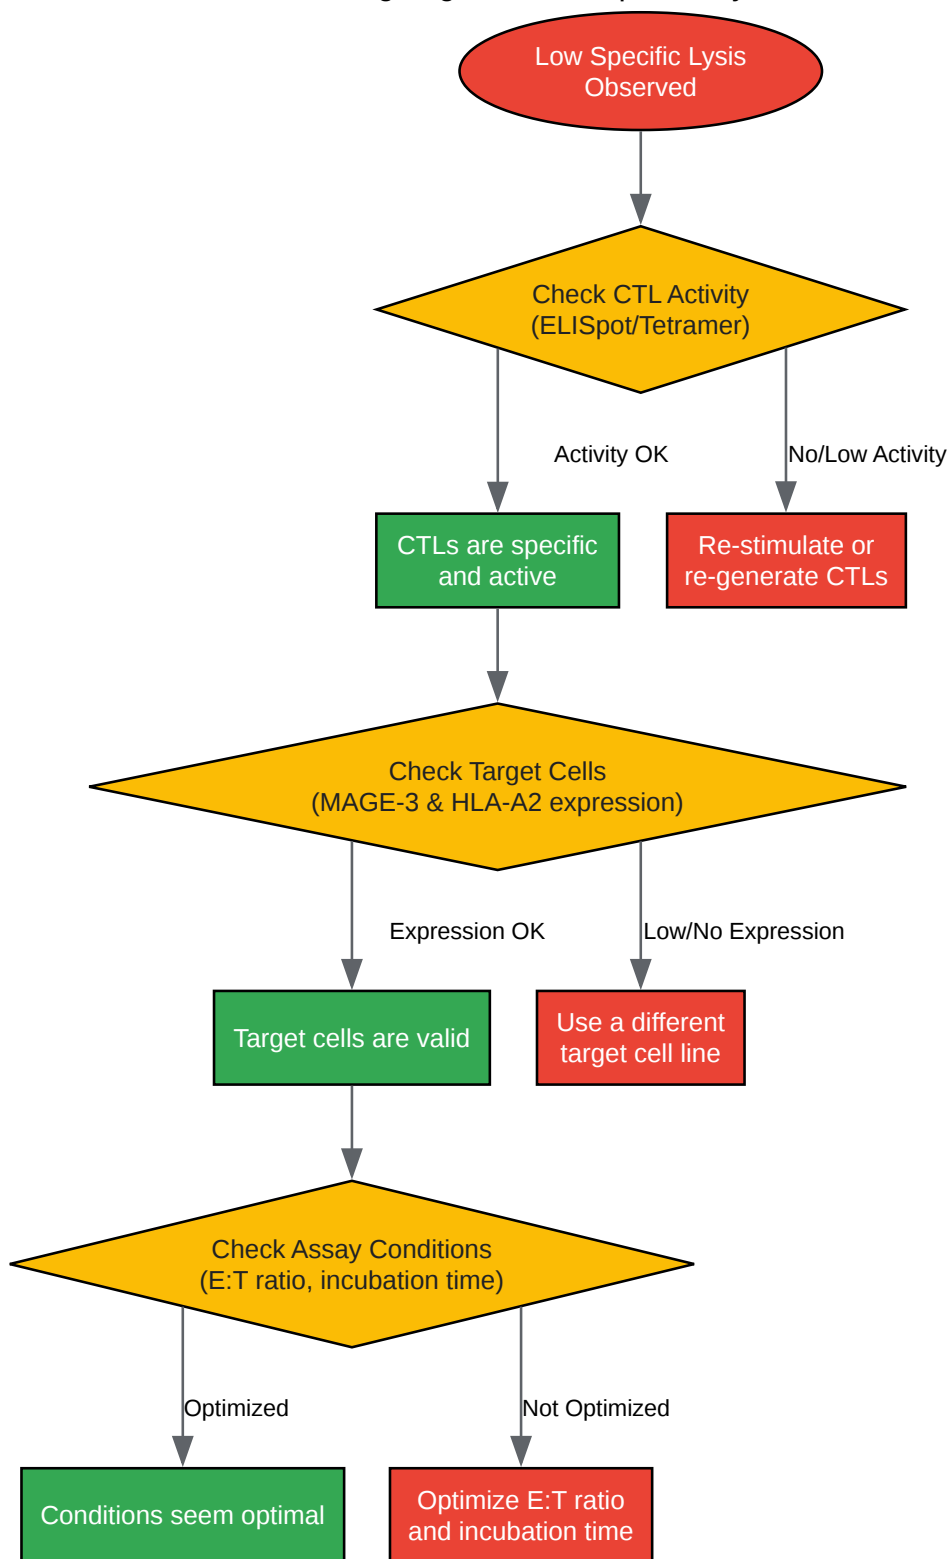 Low Specific Lysis
Observed
Check CTL Activity
(ELISpot/Tetramer)
Activity OK
No/Low Activity
CTLs are specific
and active
Re-stimulate or
re-generate CTLs
Check Target Cells
(MAGE-3 & HLA-A2 expression)
Expression OK
Low/No Expression
Target cells are valid
Use a different
target cell line
Check Assay Conditions
(E:T ratio, incubation time)
Optimized
Not Optimized
Conditions seem optimal
Optimize E:T ratio
and incubation time